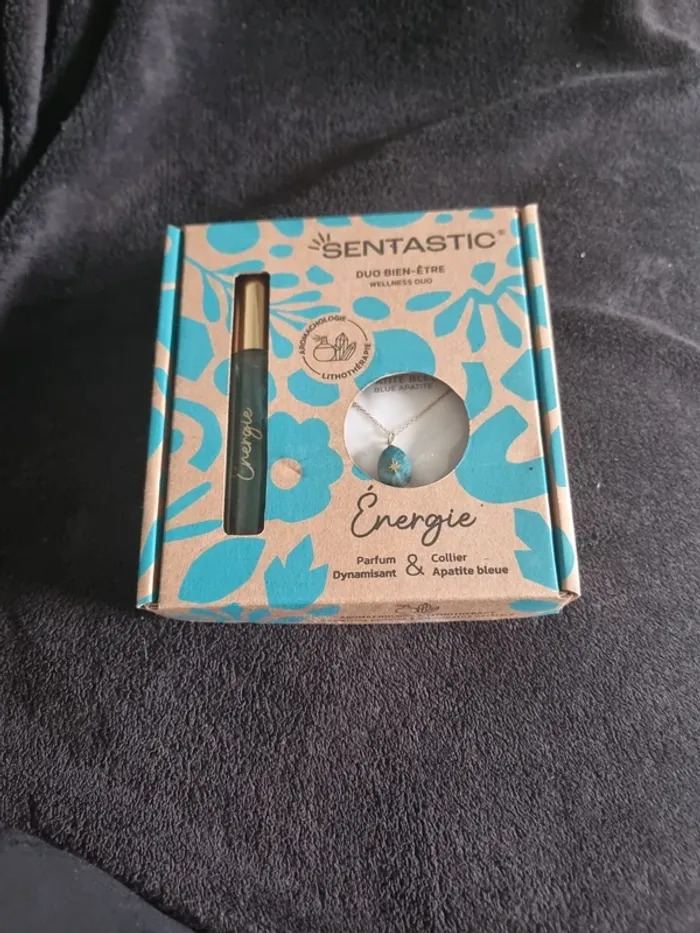 SENTASTIC®
DUO BIEN-ÊTRE
WELLNESS DUO
AROMACHOLOGIE
LITHOTHÉRAPIE
Énergie
BLUE APATITE
Énergie
Parfum
Dynamisant
&
Collier
Apatite bleue